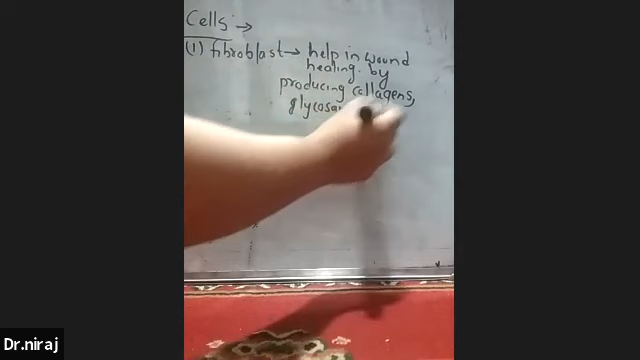 Cells →
(1) fibroblast → help in wound
healing. by
producing collagens,
Dr.niraj